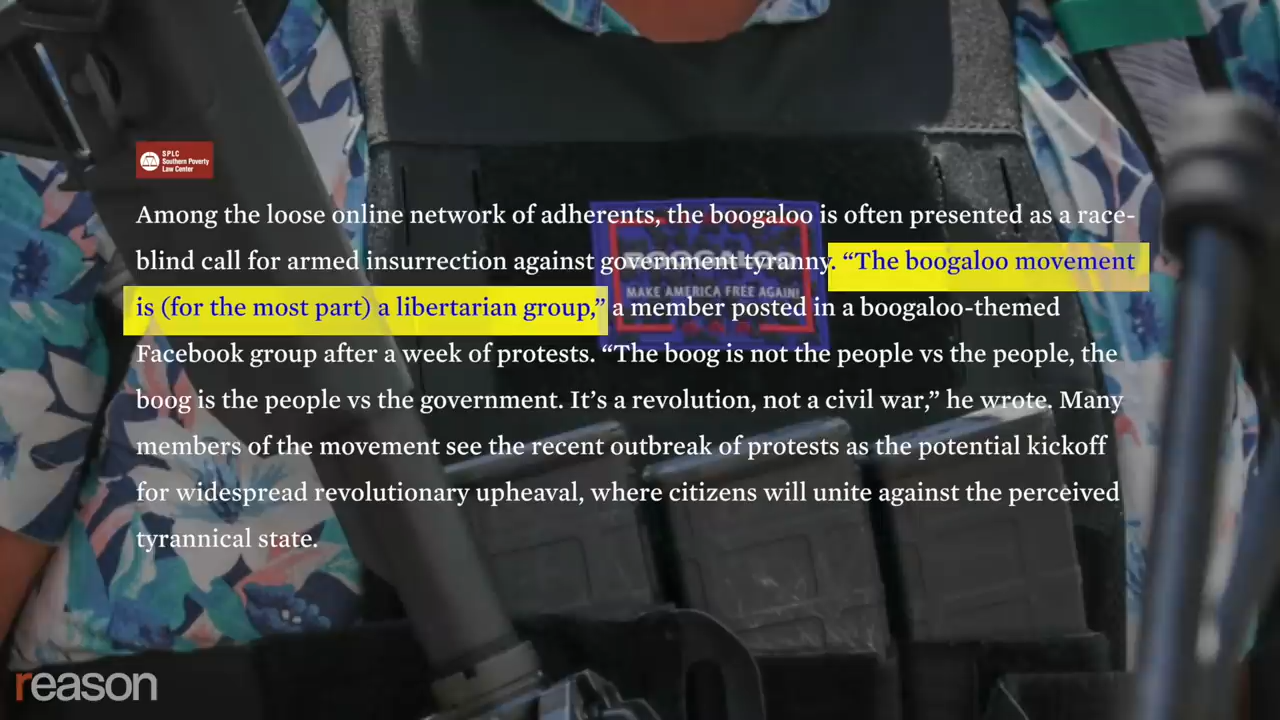 SPLC
Southern Poverty
Law Center
Among the loose online network of adherents, the boogaloo is often presented as a race-
blind call for armed insurrection against government tyranny. “The boogaloo movement
is (for the most part) a libertarian group,” a member posted in a boogaloo-themed
Facebook group after a week of protests. “The boog is not the people vs the people, the
boog is the people vs the government. It’s a revolution, not a civil war,” he wrote. Many
members of the movement see the recent outbreak of protests as the potential kickoff
for widespread revolutionary upheaval, where citizens will unite against the perceived
tyrannical state.
MAKE AMERICA FREE AGAIN!
reason